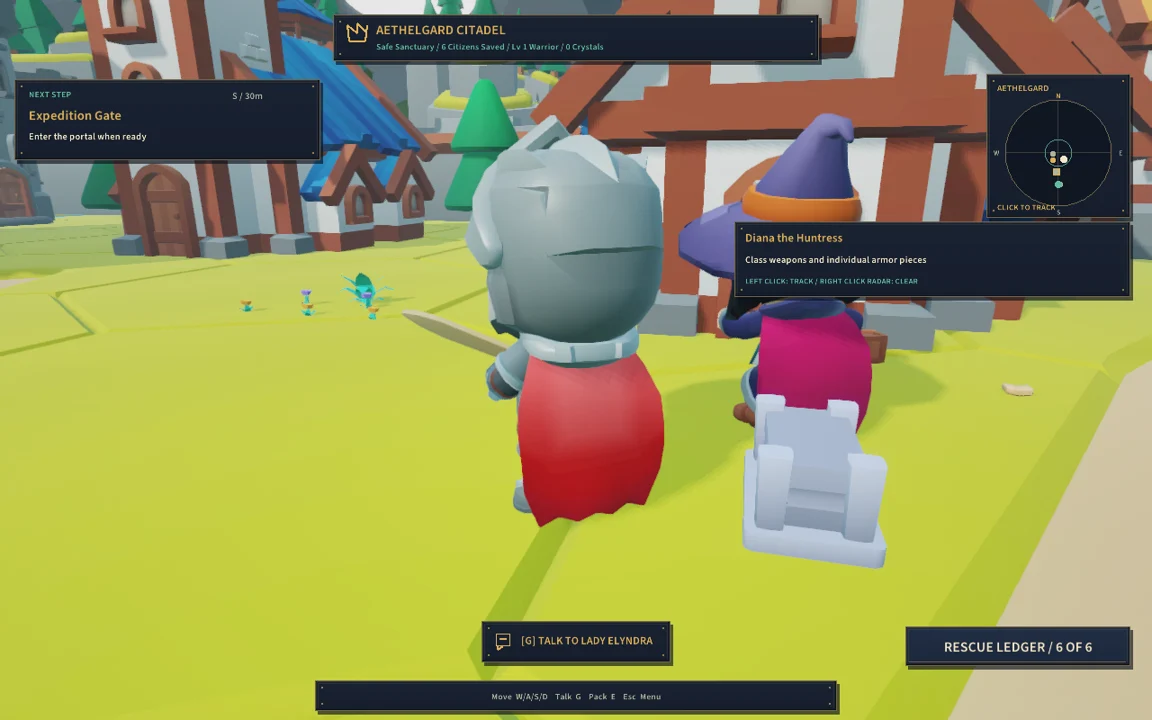 AETHELGARD CITADEL
Safe Sanctuary / 6 Citizens Saved / Lv 1 Warrior / 0 Crystals
NEXT STEP
S / 30m
Expedition Gate
Enter the portal when ready
AETHELGARD
N
W
E
CLICK TO TRACK
S
Diana the Huntress
Class weapons and individual armor pieces
LEFT CLICK: TRACK / RIGHT CLICK RADAR: CLEAR
[G] TALK TO LADY ELYNDRA
RESCUE LEDGER / 6 OF 6
Move W/A/S/D Talk G Pack E Esc Menu